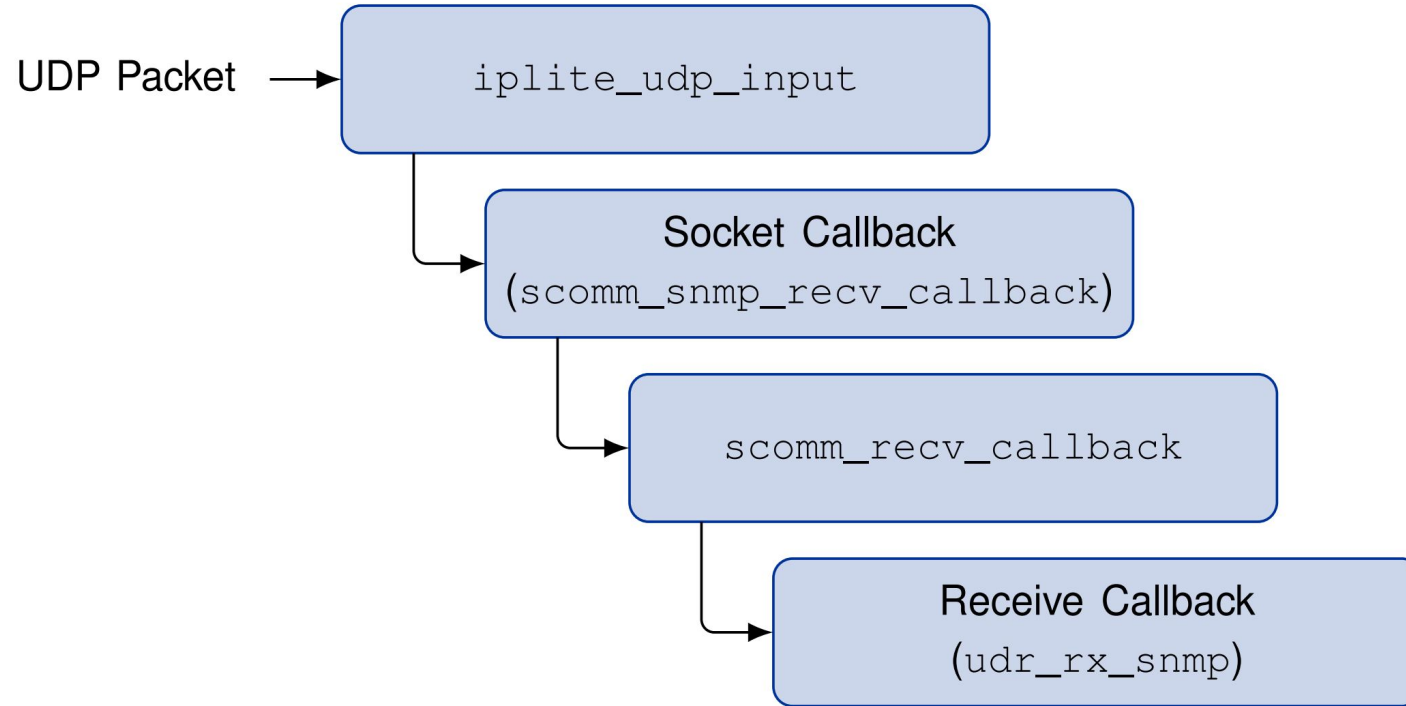 UDP Packet
iplite_udp_input
Socket Callback
(scomm_snmp_recv_callback)
scomm_recv_callback
Receive Callback
(udr_rx_snmp)